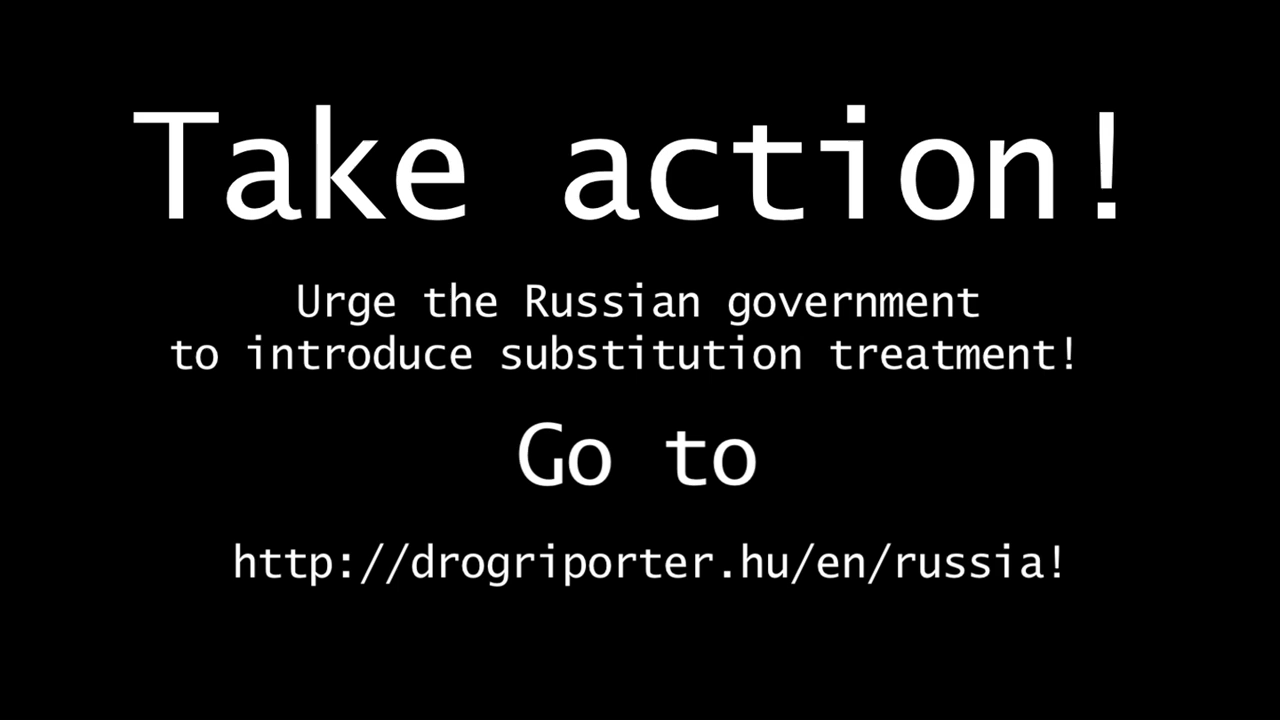 Take action!
Urge the Russian government
to introduce substitution treatment!
Go to
http://drogriporter.hu/en/russia!